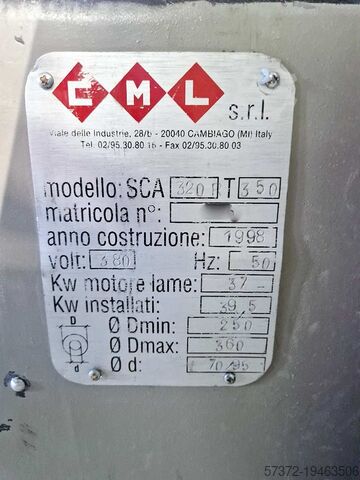 CML s.r.l.
Viale delle Industrie, 28/b - 20040 CAMBIAGO (MI) Italy
Tel. 02/95.30.80.16 - Fax 02/95.30.80.03
modello: SCA 320 T 350
matricola n°:
anno costruzione: 1998
volt: 380 Hz: 50
Kw motore lame: 37
Kw installati: 39,5
D Ø Dmin: 250
Ø Dmax: 360
d Ø d: 70/95
57372-19463506